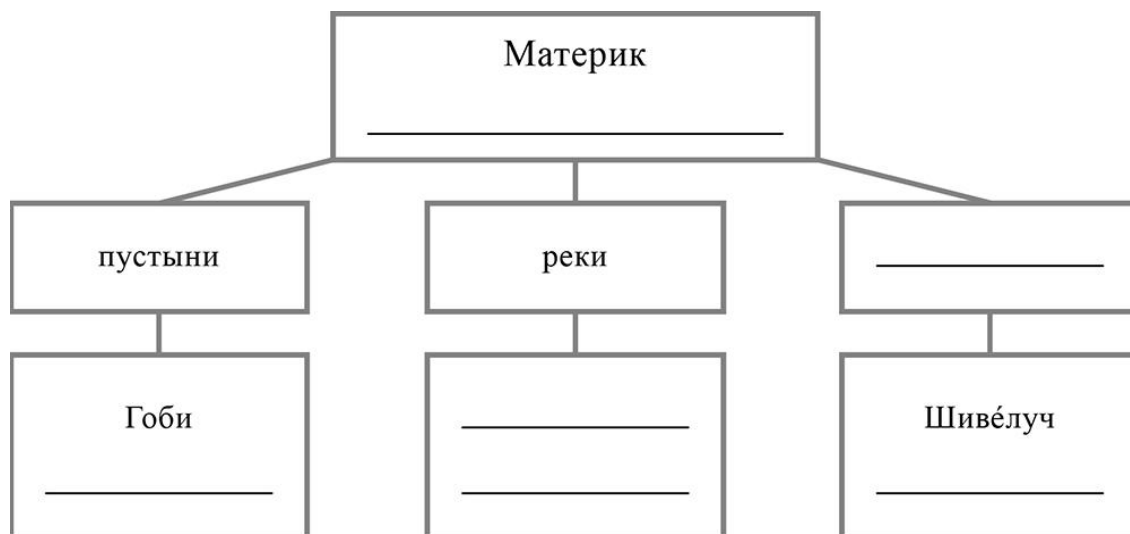 Материк
пустыни
реки
Гоби
Шиве́луч